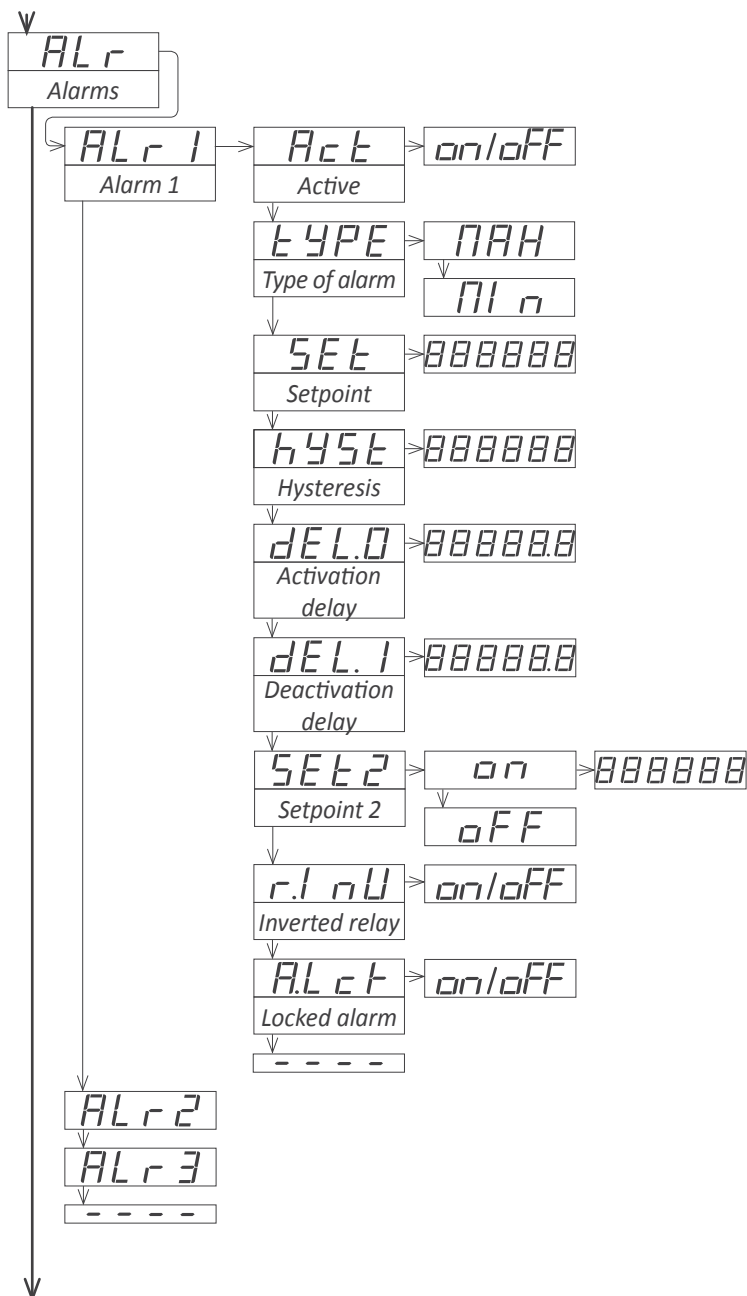 ALr
Alarms
ALr 1
Alarm 1
Act
Active
on/oFF
tYPE
Type of alarm
MAH
MIn
SEt
Setpoint
888888
hYSt
Hysteresis
888888
dEL.0
Activation
delay
88888.8
dEL.1
Deactivation
delay
88888.8
SEt2
Setpoint 2
on
888888
oFF
r.InV
Inverted relay
on/oFF
A.Lck
Locked alarm
on/oFF
- - - -
ALr2
ALr3
- - - -